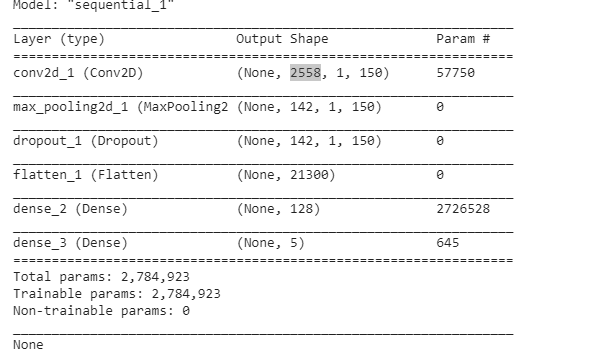 Model: "sequential_1"
_________________________________________________________________
Layer (type)                 Output Shape              Param #
=================================================================
conv2d_1 (Conv2D)            (None, 2558, 1, 150)      57750
_________________________________________________________________
max_pooling2d_1 (MaxPooling2 (None, 142, 1, 150)       0
_________________________________________________________________
dropout_1 (Dropout)          (None, 142, 1, 150)       0
_________________________________________________________________
flatten_1 (Flatten)          (None, 21300)             0
_________________________________________________________________
dense_2 (Dense)              (None, 128)               2726528
_________________________________________________________________
dense_3 (Dense)              (None, 5)                 645
=================================================================
Total params: 2,784,923
Trainable params: 2,784,923
Non-trainable params: 0
_________________________________________________________________
None